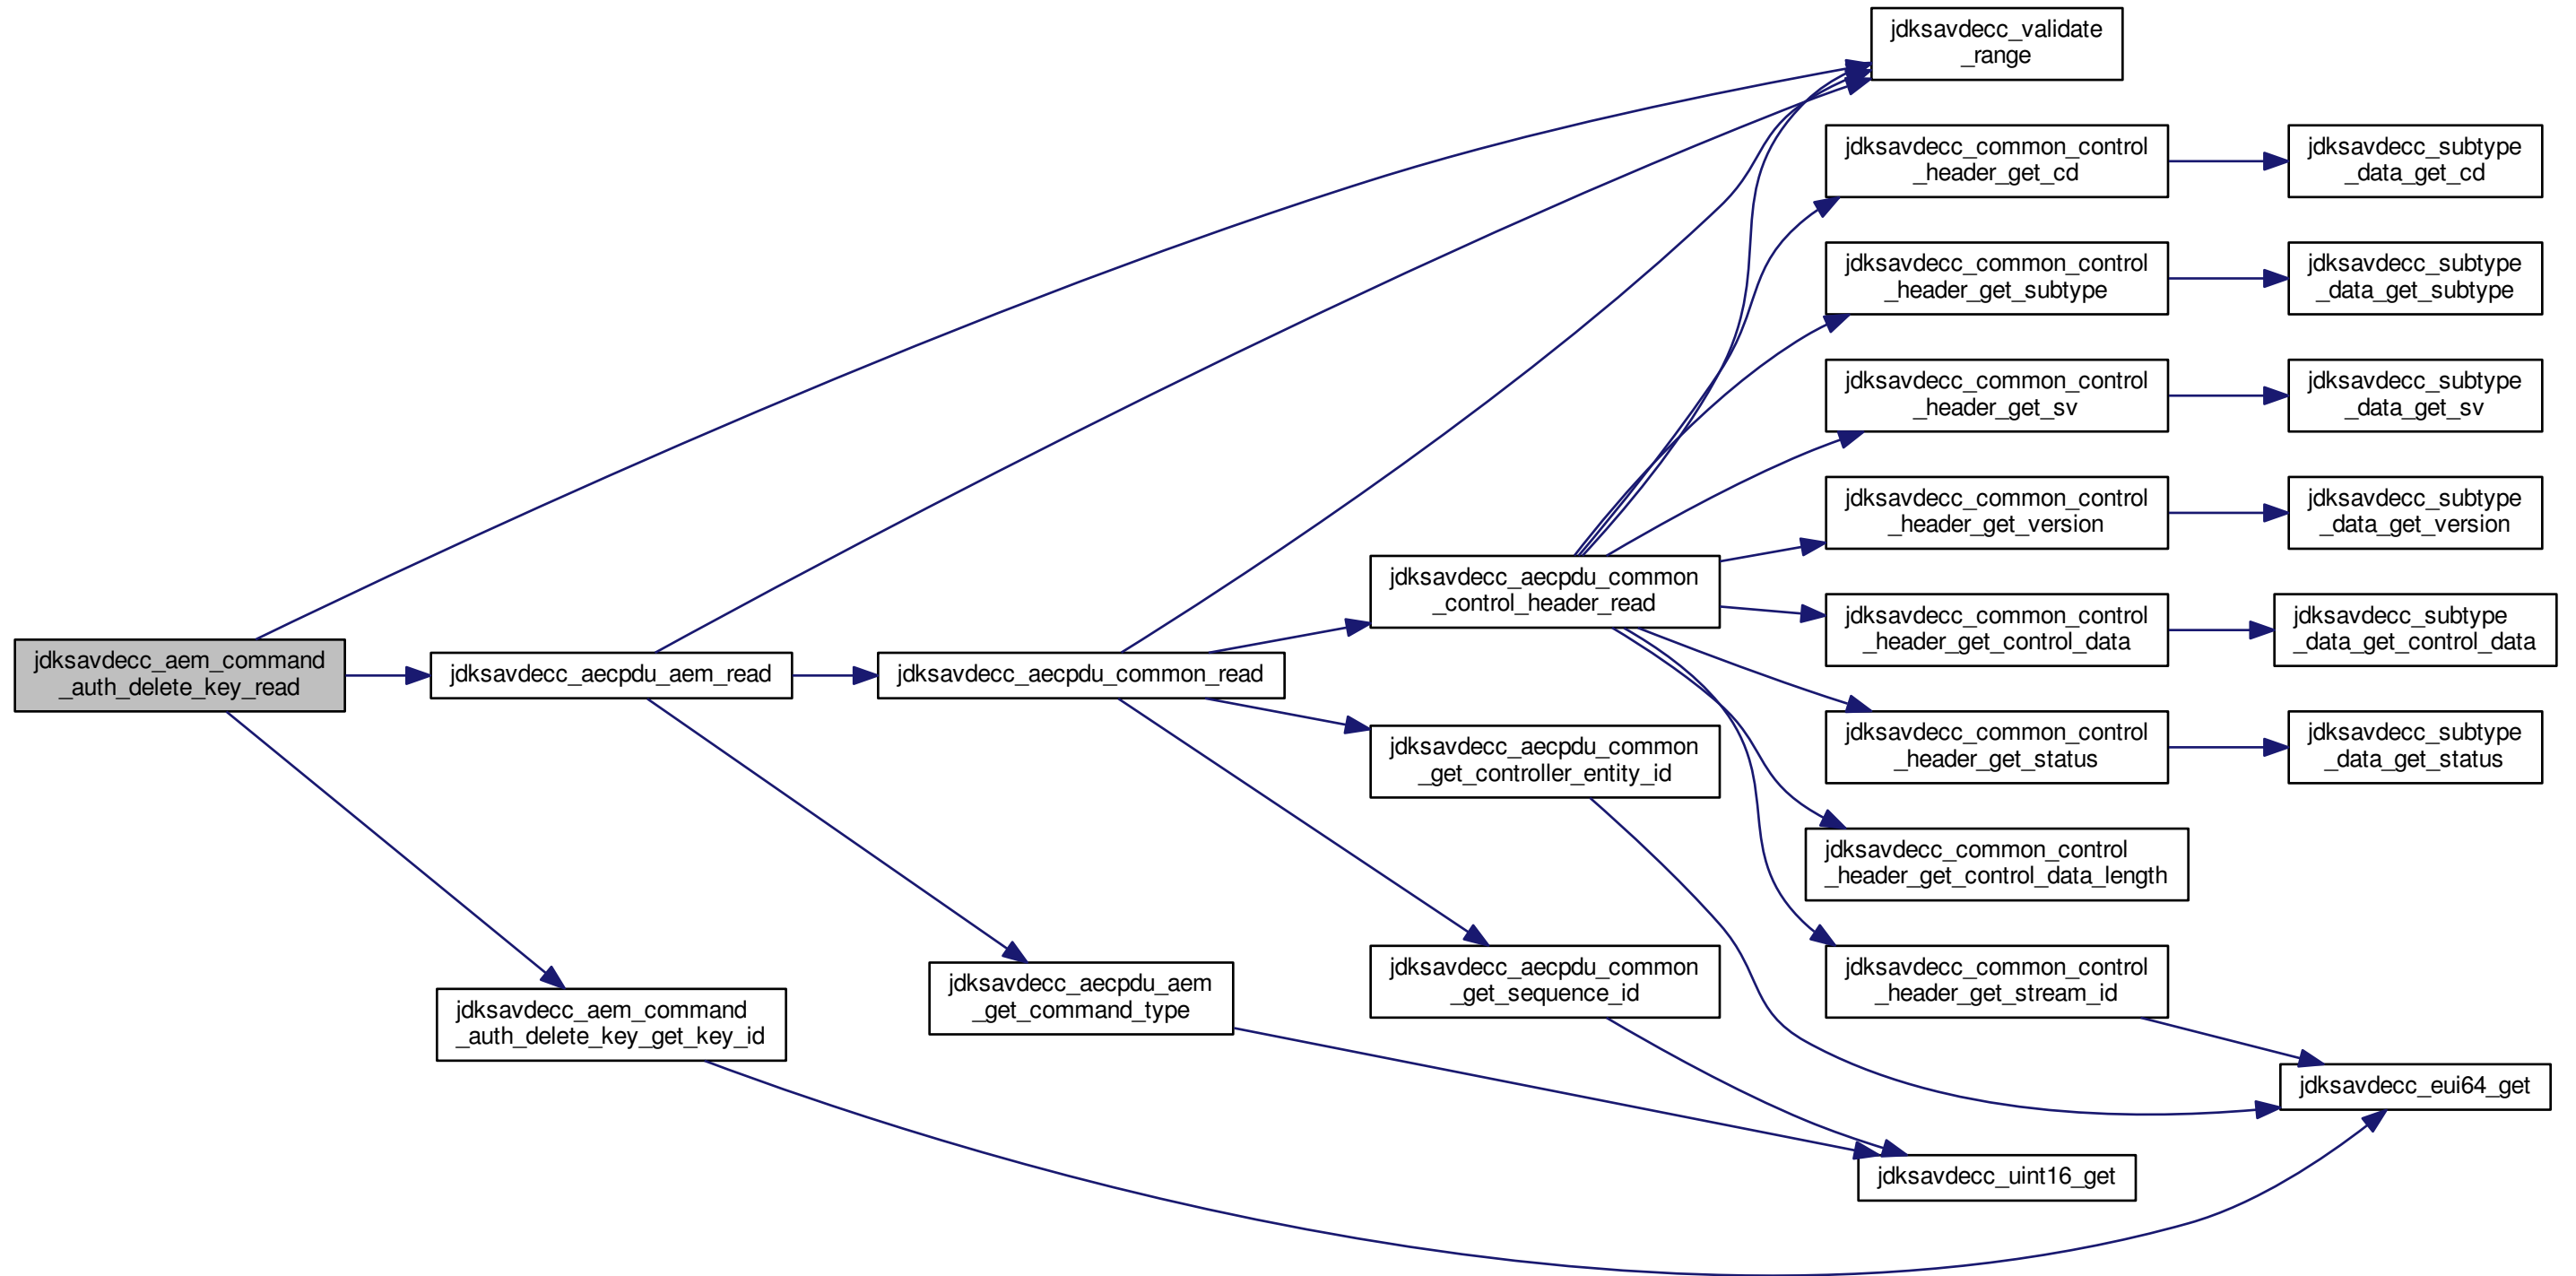 jdksavdecc_aem_command
_auth_delete_key_read
jdksavdecc_aecpdu_aem_read
jdksavdecc_aem_command
_auth_delete_key_get_key_id
jdksavdecc_aecpdu_common_read
jdksavdecc_aecpdu_aem
_get_command_type
jdksavdecc_aecpdu_common
_control_header_read
jdksavdecc_aecpdu_common
_get_controller_entity_id
jdksavdecc_aecpdu_common
_get_sequence_id
jdksavdecc_validate
_range
jdksavdecc_common_control
_header_get_cd
jdksavdecc_common_control
_header_get_subtype
jdksavdecc_common_control
_header_get_sv
jdksavdecc_common_control
_header_get_version
jdksavdecc_common_control
_header_get_control_data
jdksavdecc_common_control
_header_get_status
jdksavdecc_common_control
_header_get_control_data_length
jdksavdecc_common_control
_header_get_stream_id
jdksavdecc_uint16_get
jdksavdecc_subtype
_data_get_cd
jdksavdecc_subtype
_data_get_subtype
jdksavdecc_subtype
_data_get_sv
jdksavdecc_subtype
_data_get_version
jdksavdecc_subtype
_data_get_control_data
jdksavdecc_subtype
_data_get_status
jdksavdecc_eui64_get